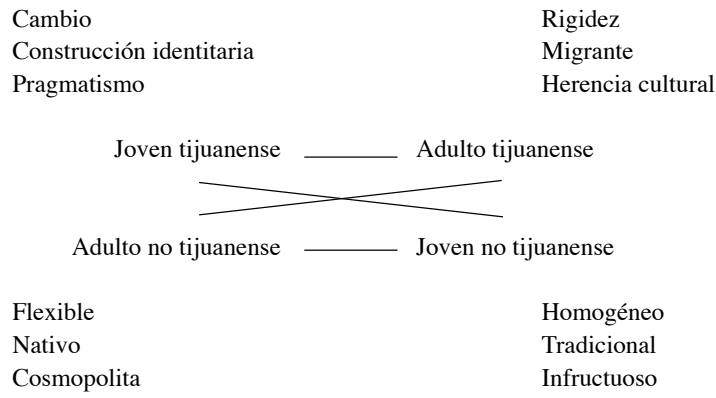 Cambio
Construcción identitaria
Pragmatismo
Rigidez
Migrante
Herencia cultural
Joven tijuanense
Adulto tijuanense
Adulto no tijuanense
Joven no tijuanense
Flexible
Nativo
Cosmopolita
Homogéneo
Tradicional
Infructuoso